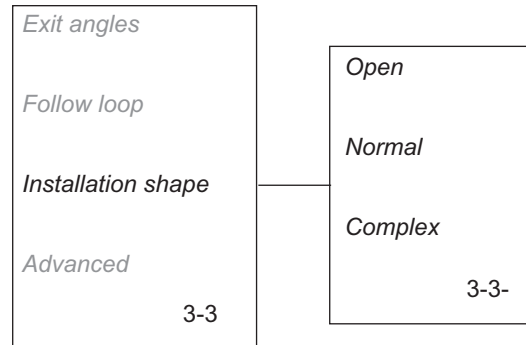 Exit angles
Follow loop
Installation shape
Advanced
3-3
Open
Normal
Complex
3-3-